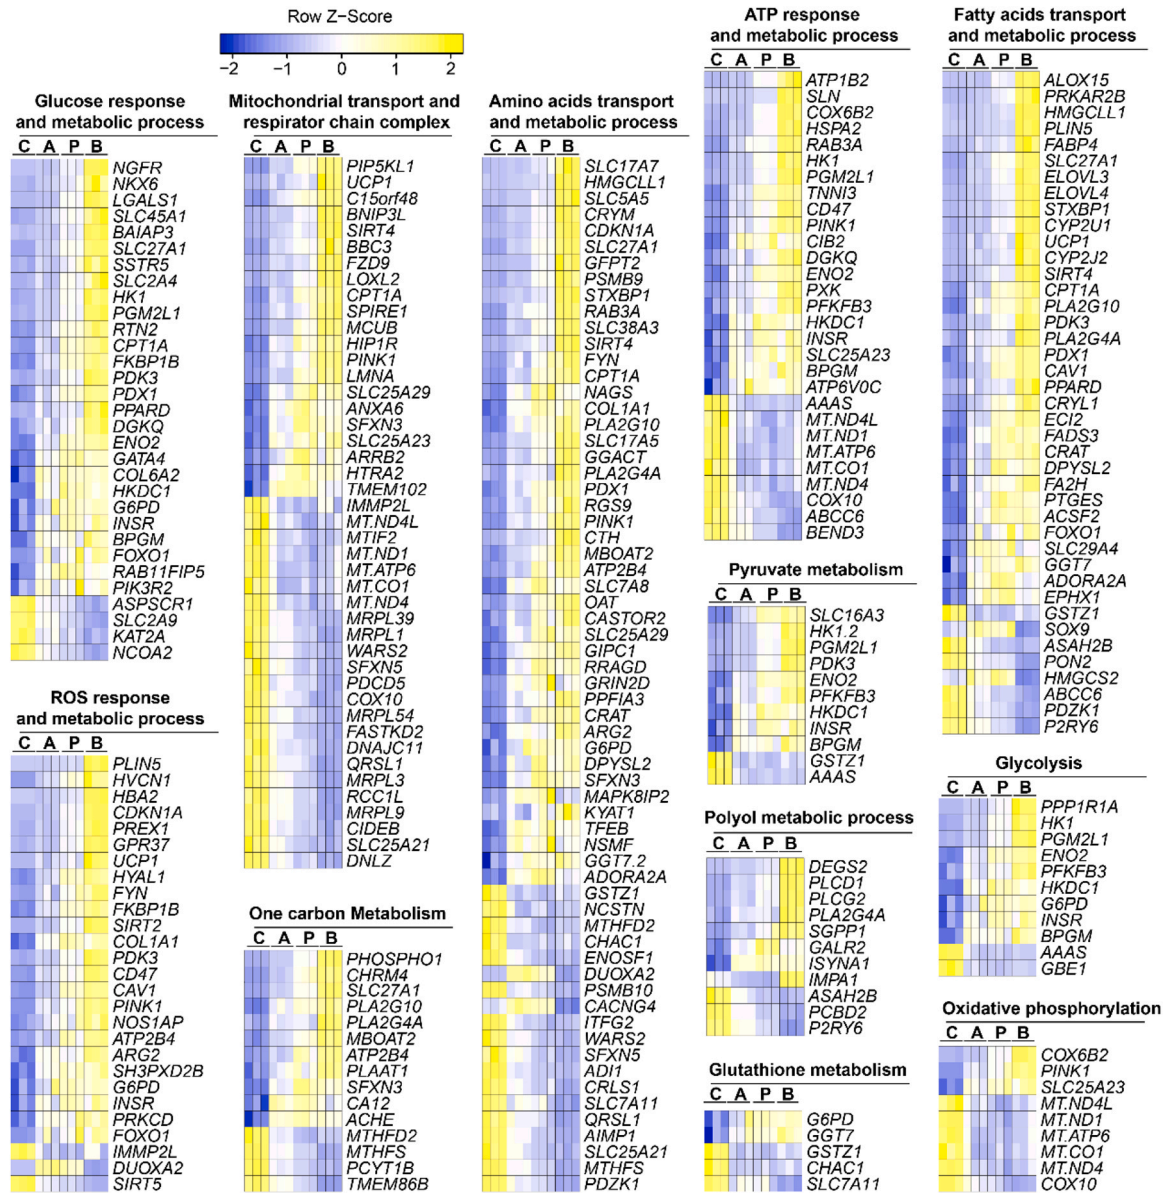 Row Z−Score
−2 −1 0 1 2
Glucose response
and metabolic process
C A P B
NGFR
NKX6
LGALS1
SLC45A1
BAIAP3
SLC27A1
SSTR5
SLC2A4
HK1
PGM2L1
RTN2
CPT1A
FKBP1B
PDK3
PDX1
PPARD
DGKQ
ENO2
GATA4
COL6A2
HKDC1
G6PD
INSR
BPGM
FOXO1
RAB11FIP5
PIK3R2
ASPSCR1
SLC2A9
KAT2A
NCOA2
ROS response
and metabolic process
C A P B
PLIN5
HVCN1
HBA2
CDKN1A
PREX1
GPR37
UCP1
HYAL1
FYN
FKBP1B
SIRT2
COL1A1
PDK3
CD47
CAV1
PINK1
NOS1AP
ATP2B4
ARG2
SH3PXD2B
G6PD
INSR
PRKCD
FOXO1
IMMP2L
DUOXA2
SIRT5
Mitochondrial transport and
respirator chain complex
C A P B
PIP5KL1
UCP1
C15orf48
BNIP3L
SIRT4
BBC3
FZD9
LOXL2
CPT1A
SPIRE1
MCUB
HIP1R
PINK1
LMNA
SLC25A29
ANXA6
SFXN3
SLC25A23
ARRB2
HTRA2
TMEM102
IMMP2L
MT.ND4L
MTIF2
MT.ND1
MT.ATP6
MT.CO1
MT.ND4
MRPL39
MRPL1
WARS2
SFXN5
PDCD5
COX10
MRPL54
FASTKD2
DNAJC11
QRSL1
MRPL3
RCC1L
MRPL9
CIDEB
SLC25A21
DNLZ
One carbon Metabolism
C A P B
PHOSPHO1
CHRM4
SLC27A1
PLA2G10
PLA2G4A
MBOAT2
ATP2B4
PLAAT1
SFXN3
CA12
ACHE
MTHFD2
MTHFS
PCYT1B
TMEM86B
Amino acids transport
and metabolic process
C A P B
SLC17A7
HMGCLL1
SLC5A5
CRYM
CDKN1A
SLC27A1
GFPT2
PSMB9
STXBP1
RAB3A
SLC38A3
SIRT4
FYN
CPT1A
NAGS
COL1A1
PLA2G10
SLC17A5
GGACT
PLA2G4A
PDX1
RGS9
PINK1
CTH
MBOAT2
ATP2B4
SLC7A8
OAT
CASTOR2
SLC25A29
GIPC1
RRAGD
GRIN2D
PPFIA3
CRAT
ARG2
G6PD
DPYSL2
SFXN3
MAPK8IP2
KYAT1
TFEB
NSMF
GGT7.2
ADORA2A
GSTZ1
NCSTN
MTHFD2
CHAC1
ENOSF1
DUOXA2
PSMB10
CACNG4
ITFG2
WARS2
SFXN5
ADI1
CRLS1
SLC7A11
QRSL1
AIMP1
SLC25A21
MTHFS
PDZK1
ATP response
and metabolic process
C A P B
ATP1B2
SLN
COX6B2
HSPA2
RAB3A
HK1
PGM2L1
TNNI3
CD47
PINK1
CIB2
DGKQ
ENO2
PXK
PFKFB3
HKDC1
INSR
SLC25A23
BPGM
ATP6V0C
AAAS
MT.ND4L
MT.ND1
MT.ATP6
MT.CO1
MT.ND4
COX10
ABCC6
BEND3
Pyruvate metabolism
C A P B
SLC16A3
HK1.2
PGM2L1
PDK3
ENO2
PFKFB3
HKDC1
INSR
BPGM
GSTZ1
AAAS
Polyol metabolic process
C A P B
DEGS2
PLCD1
PLCG2
PLA2G4A
SGPP1
GALR2
ISYNA1
IMPA1
ASAH2B
PCBD2
P2RY6
Glutathione metabolism
C A P B
G6PD
GGT7
GSTZ1
CHAC1
SLC7A11
Fatty acids transport
and metabolic process
C A P B
ALOX15
PRKAR2B
HMGCLL1
PLIN5
FABP4
SLC27A1
ELOVL3
ELOVL4
STXBP1
CYP2U1
UCP1
CYP2J2
SIRT4
CPT1A
PLA2G10
PDK3
PLA2G4A
PDX1
CAV1
PPARD
CRYL1
ECI2
FADS3
CRAT
DPYSL2
FA2H
PTGES
ACSF2
FOXO1
SLC29A4
GGT7
ADORA2A
EPHX1
GSTZ1
SOX9
ASAH2B
PON2
HMGCS2
ABCC6
PDZK1
P2RY6
Glycolysis
C A P B
PPP1R1A
HK1
PGM2L1
ENO2
PFKFB3
HKDC1
G6PD
INSR
BPGM
AAAS
GBE1
Oxidative phosphorylation
C A P B
COX6B2
PINK1
SLC25A23
MT.ND4L
MT.ND1
MT.ATP6
MT.CO1
MT.ND4
COX10